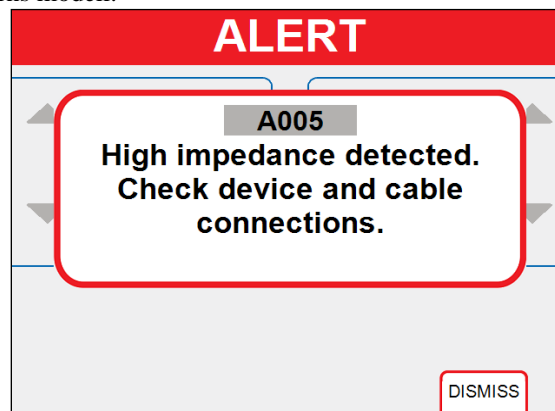 ALERT
A005
High impedance detected.
Check device and cable
connections.
DISMISS